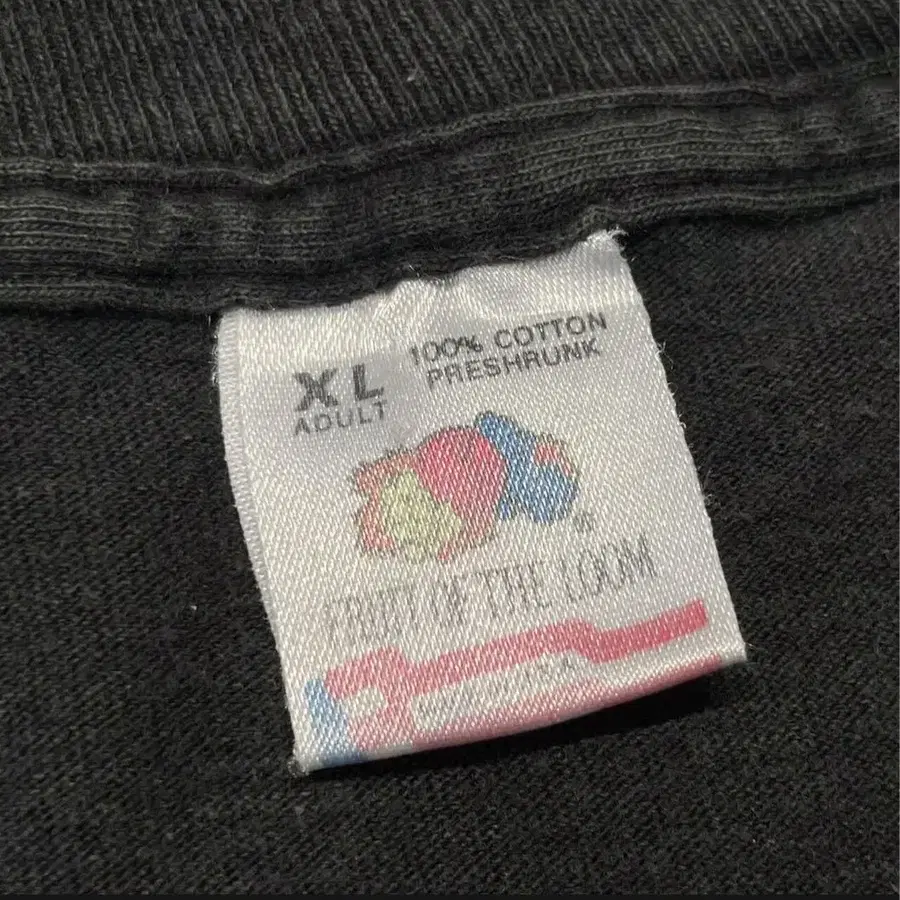 XL
ADULT
100% COTTON
PRESHRUNK
®
FRUIT OF THE LOOM